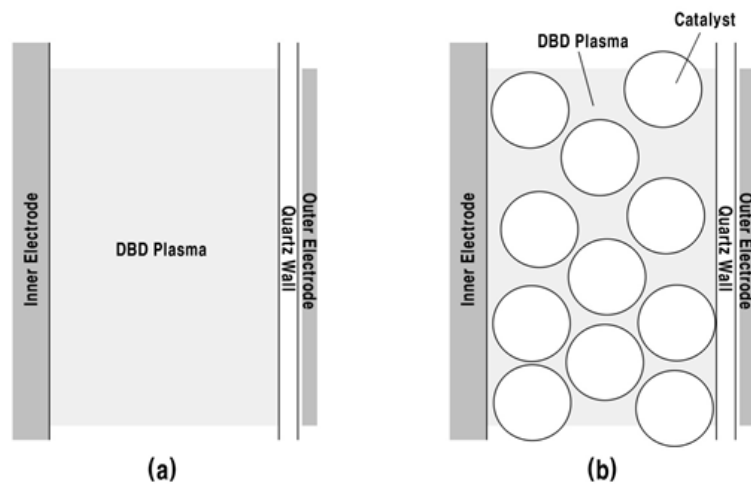 Inner Electrode
DBD Plasma
Quartz Wall
Outer Electrode
(a)
Catalyst
DBD Plasma
Inner Electrode
Quartz Wall
Outer Electrode
(b)